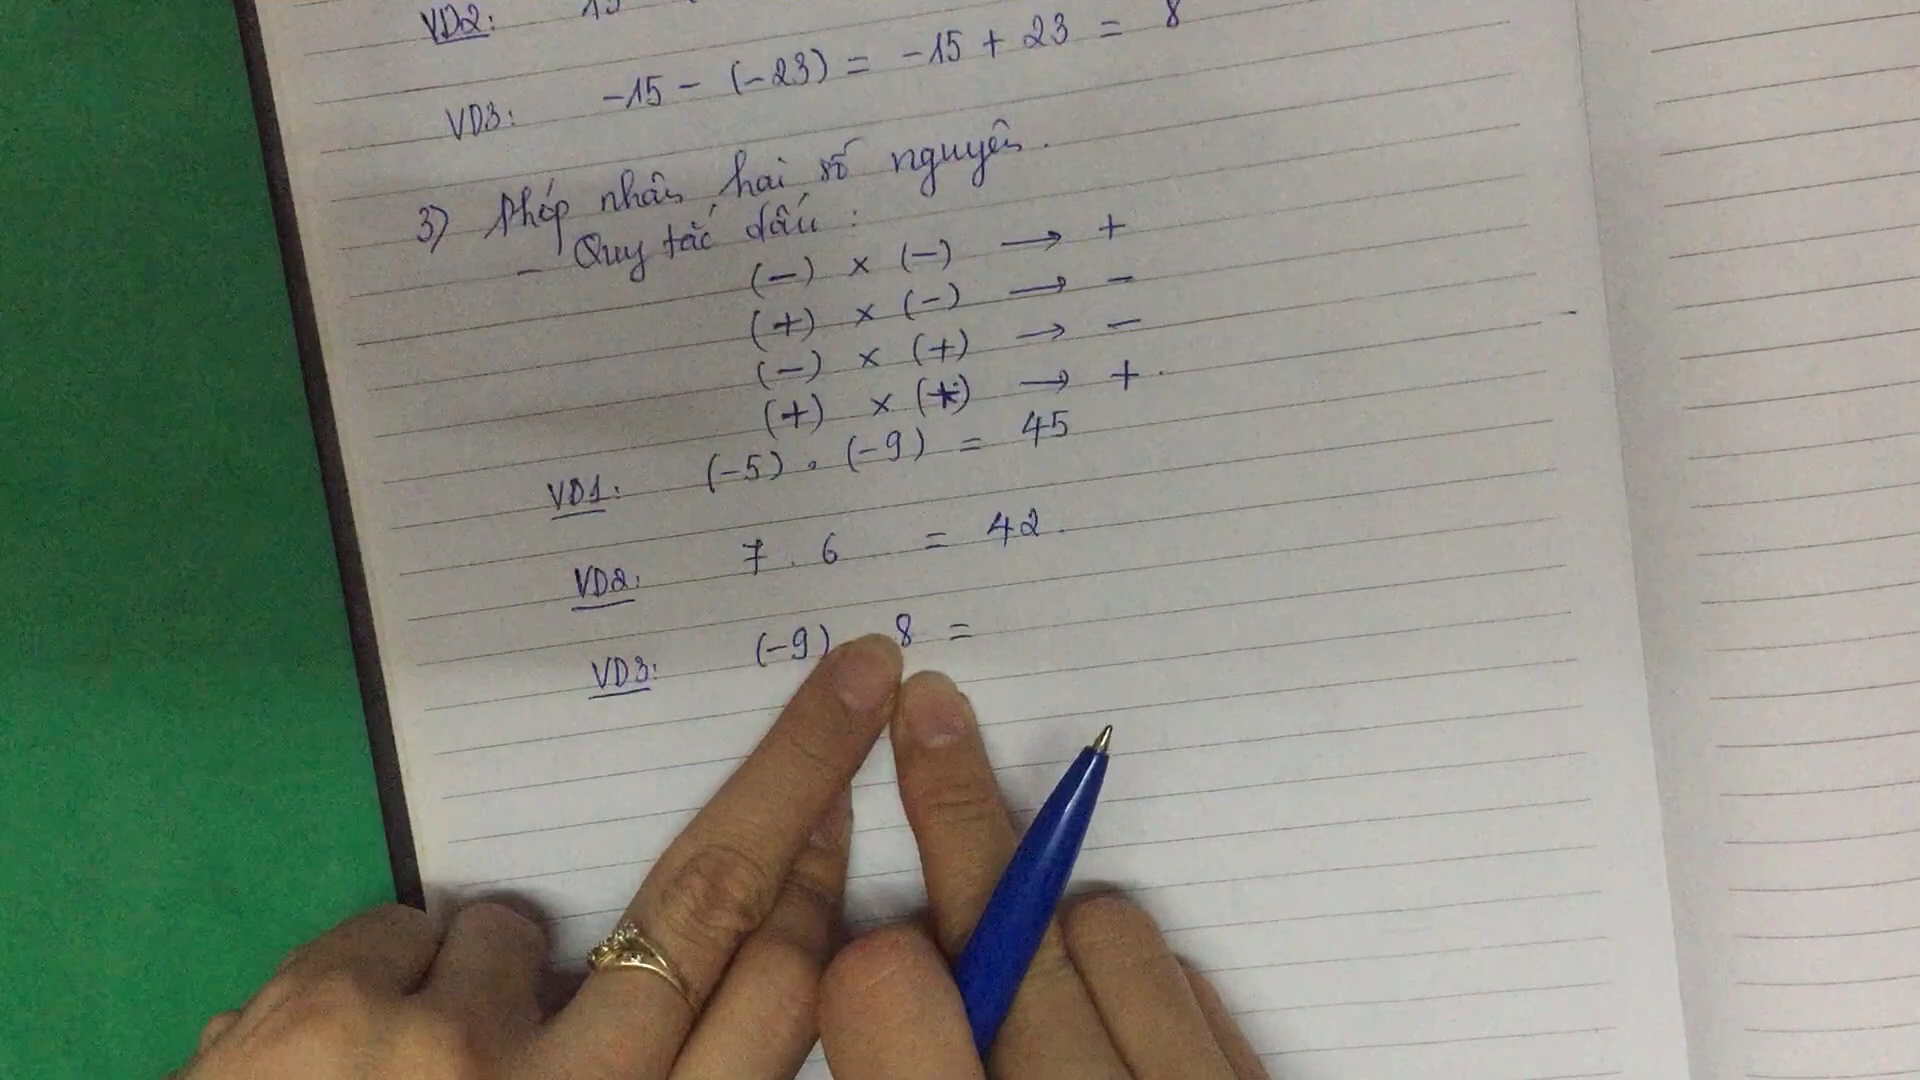 VD2:
VD3: -15 - (-23) = -15 + 23 = 8
3) Phép nhân hai số nguyên.
- Quy tắc dấu:
(-) × (-) → +
(+) × (-) → -
(-) × (+) → -
(+) × (+) → +.
VD1: (-5) . (-9) = 45
VD2: 7 . 6 = 42.
VD3: (-9) 8 =